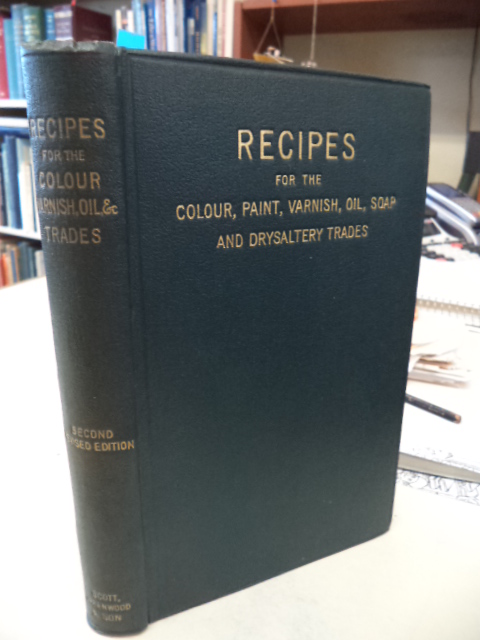 RECIPES
FOR THE
COLOUR
VARNISH, OIL, &c
TRADES
SECOND
EDITION
SCOTT,
RECIPES
FOR THE
COLOUR, PAINT, VARNISH, OIL, SOAP
AND DRYSALTERY TRADES